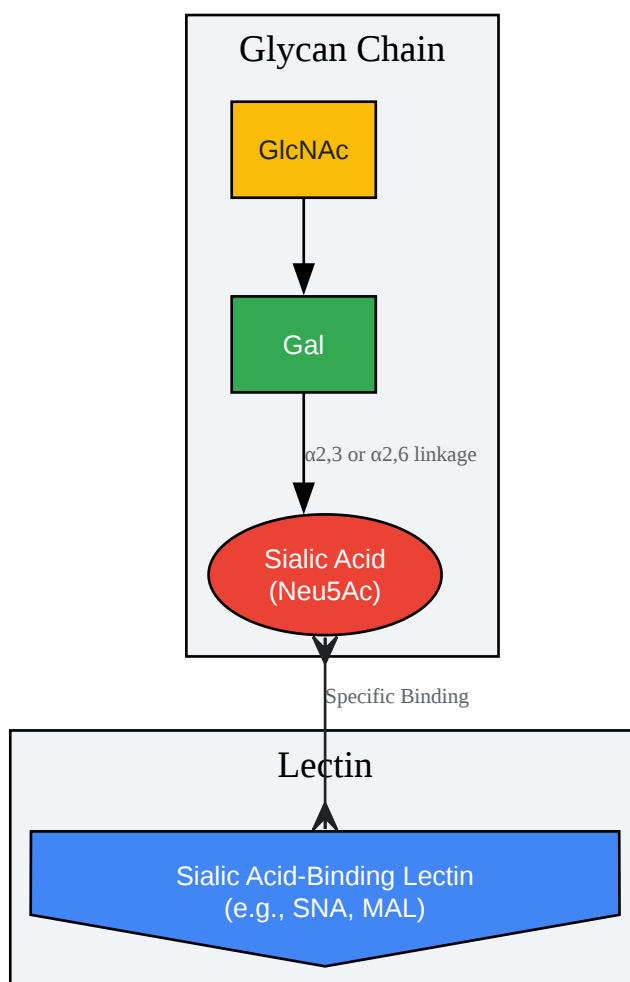 Glycan Chain
GlcNAc
Gal
α2,3 or α2,6 linkage
Sialic Acid
(Neu5Ac)
Specific Binding
Lectin
Sialic Acid-Binding Lectin
(e.g., SNA, MAL)